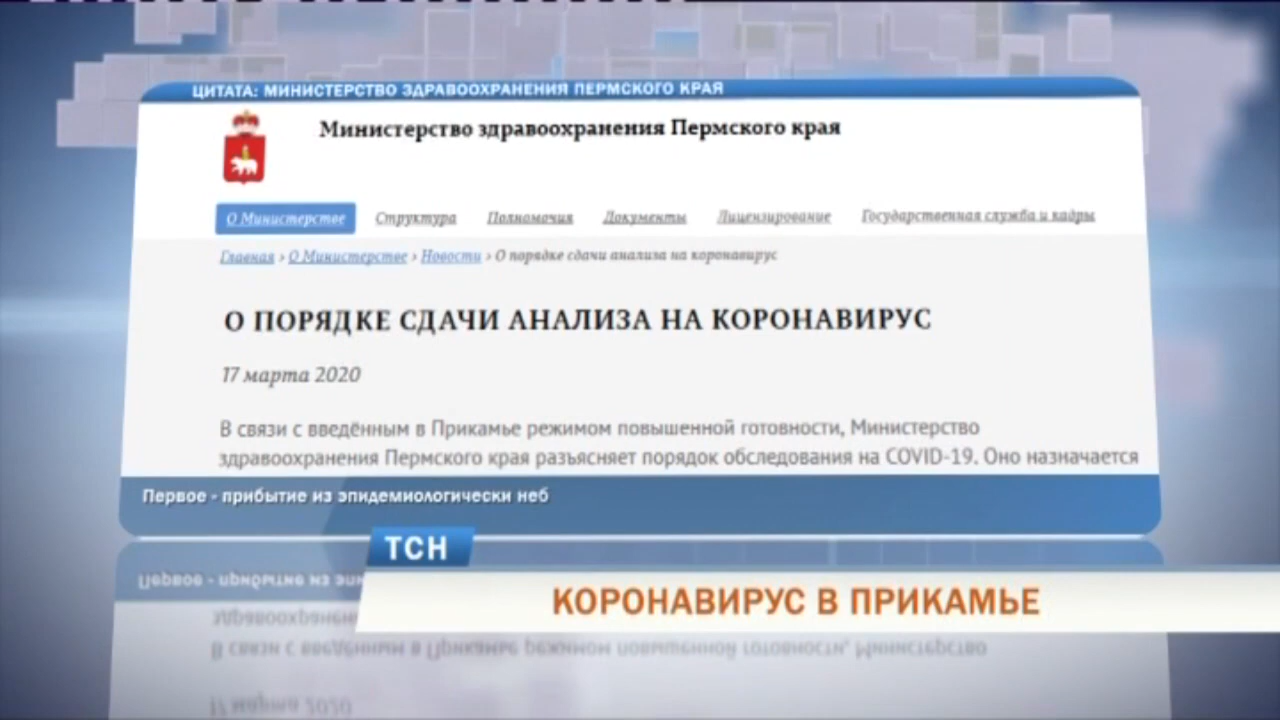 ЦИТАТА: МИНИСТЕРСТВО ЗДРАВООХРАНЕНИЯ ПЕРМСКОГО КРАЯ
Министерство здравоохранения Пермского края
О Министерстве Структура Полномочия Документы Лицензирование Государственная служба и кадры
Главная › О Министерстве › Новости › О порядке сдачи анализа на коронавирус
О ПОРЯДКЕ СДАЧИ АНАЛИЗА НА КОРОНАВИРУС
17 марта 2020
В связи с введённым в Прикамье режимом повышенной готовности, Министерство
здравоохранения Пермского края разъясняет порядок обследования на COVID-19. Оно назначается
Первое - прибытие из эпидемиологически неб
ТСН
КОРОНАВИРУС В ПРИКАМЬЕ